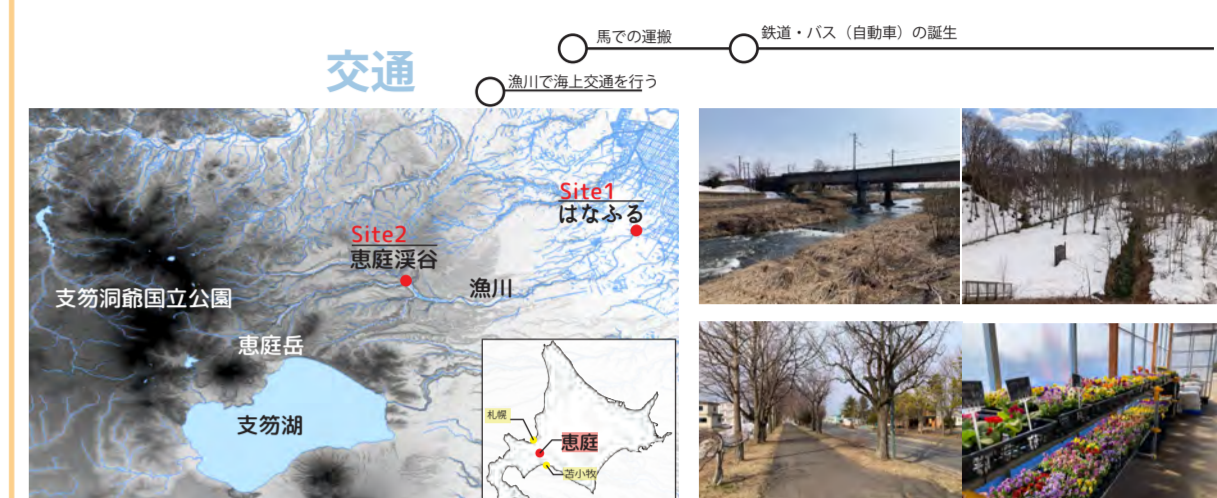 馬での運搬
鉄道・バス（自動車）の誕生
交通
漁川で海上交通を行う
Site1
はなふる
Site2
恵庭渓谷
漁川
支笏洞爺国立公園
恵庭岳
支笏湖
札幌
恵庭
苫小牧